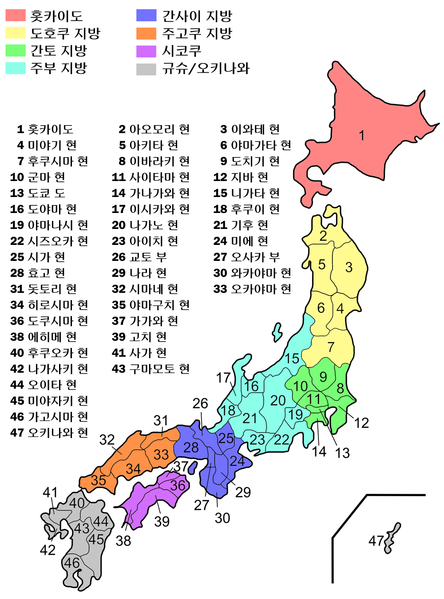 홋카이도 간사이 지방
도호쿠 지방 주고쿠 지방
간토 지방 시코쿠
주부 지방 규슈/오키나와
1 홋카이도 2 아오모리 현 3 이와테 현
4 미야기 현 5 아키타 현 6 야마가타 현
7 후쿠시마 현 8 이바라키 현 9 도치기 현
10 군마 현 11 사이타마 현 12 지바 현
13 도쿄 도 14 가나가와 현 15 니가타 현
16 도야마 현 17 이시카와 현 18 후쿠이 현
19 야마나시 현 20 나가노 현 21 기후 현
22 시즈오카 현 23 아이치 현 24 미에 현
25 시가 현 26 교토 부 27 오사카 부
28 효고 현 29 나라 현 30 와카야마 현
31 돗토리 현 32 시마네 현 33 오카야마 현
34 히로시마 현 35 야마구치 현
36 도쿠시마 현 37 가가와 현
38 에히메 현 39 고치 현
40 후쿠오카 현 41 사가 현
42 나가사키 현 43 구마모토 현
44 오이타 현
45 미야자키 현
46 가고시마 현
47 오키나와 현
1
2
5 3
6 4
7
15
17 16 9
10 8
18 20 11
26 21 19 12
31 25 23 22 14 13
32 28 24
33
34 37 29
35 36 27
41 40 30
43 44 39
42 45 38
46
47